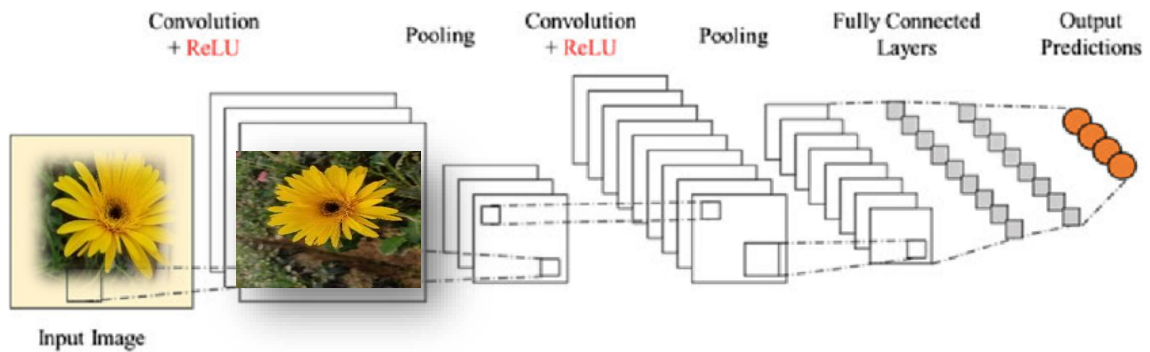 Convolution
+ ReLU
Pooling
Convolution
+ ReLU
Pooling
Fully Connected
Layers
Output
Predictions
Input Image